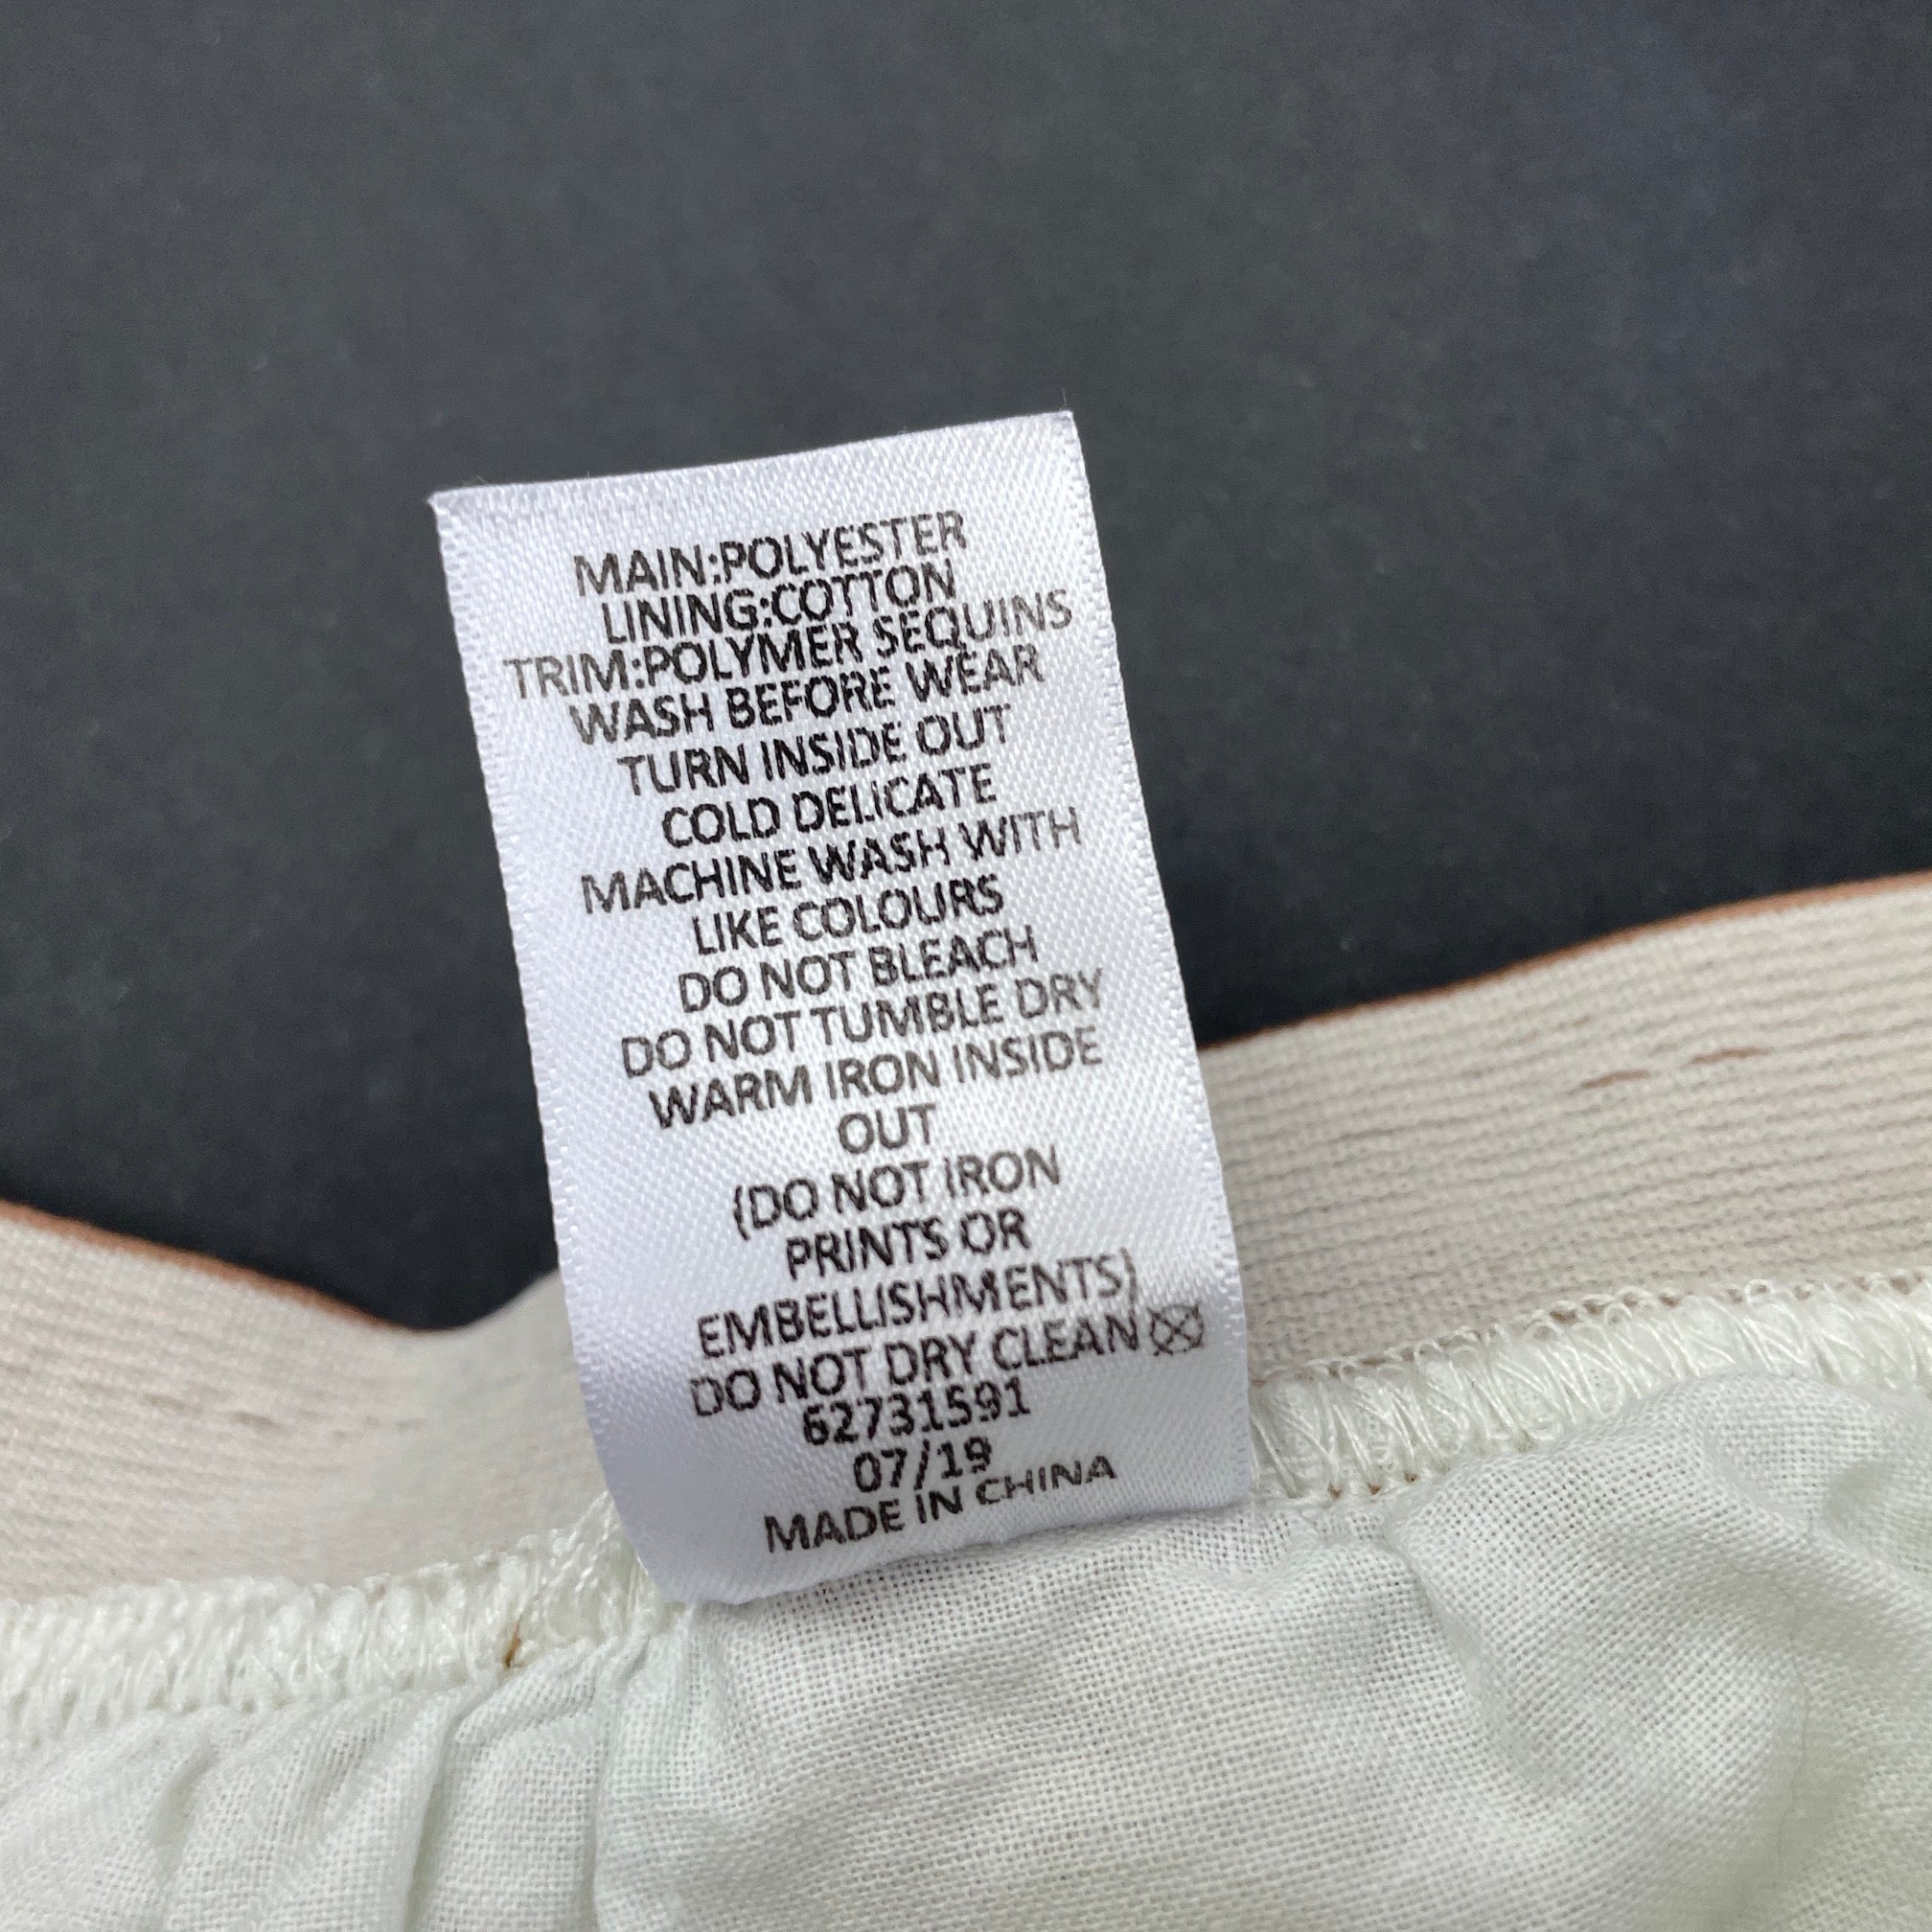 MAIN:POLYESTER
LINING:COTTON
TRIM:POLYMER SEQUINS
WASH BEFORE WEAR
TURN INSIDE OUT
COLD DELICATE
MACHINE WASH WITH
LIKE COLOURS
DO NOT BLEACH
DO NOT TUMBLE DRY
WARM IRON INSIDE
OUT
(DO NOT IRON
PRINTS OR
EMBELLISHMENTS)
DO NOT DRY CLEAN
62731591
07/19
MADE IN CHINA